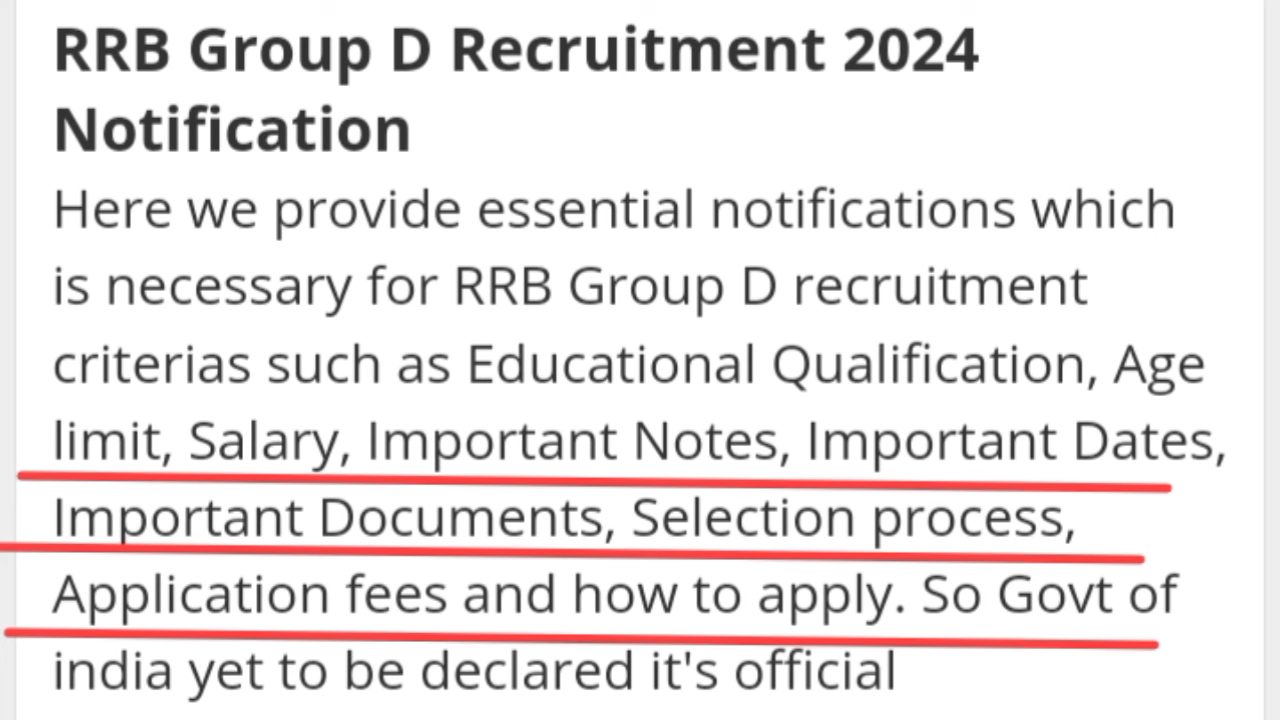 RRB Group D Recruitment 2024
Notification
Here we provide essential notifications which
is necessary for RRB Group D recruitment
criterias such as Educational Qualification, Age
limit, Salary, Important Notes, Important Dates,
Important Documents, Selection process,
Application fees and how to apply. So Govt of
india yet to be declared it's official